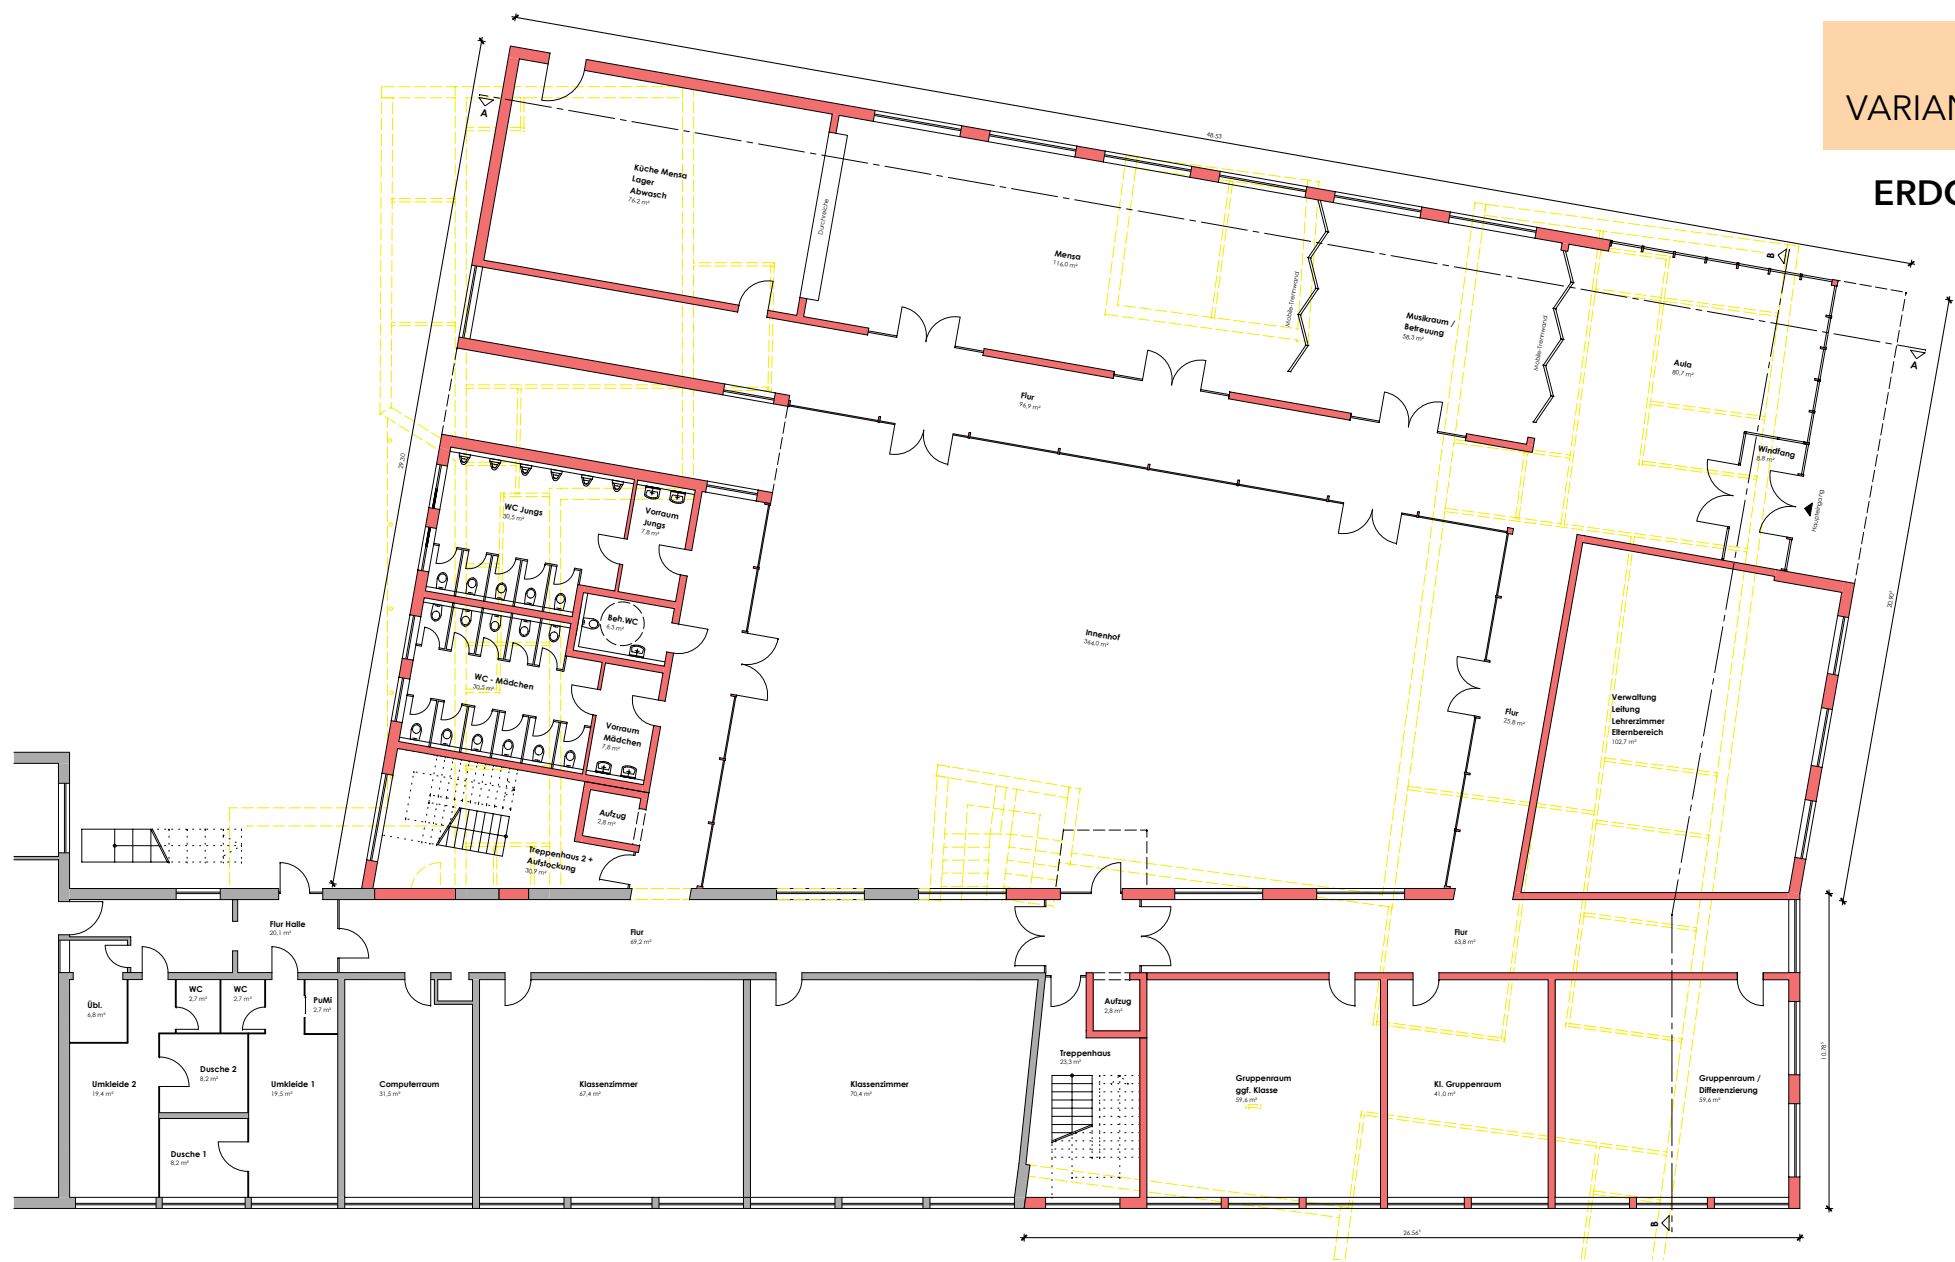 VARIAN
ERDG
48.53
A
Küche Mensa
Lager
Abwasch
76,2 m²
Durchreiche
Mensa
116,0 m²
Mobile-Trennwand
Musikraum /
Betreuung
58,3 m²
Mobile-Trennwand
B
Aula
80,7 m²
A
Flur
96,9 m²
Windfang
8,8 m²
Haupteingang
29.30
20.90⁵
WC Jungs
30,5 m²
Vorraum
Jungs
7,8 m²
Beh.WC
6,3 m²
WC - Mädchen
30,5 m²
Vorraum
Mädchen
7,8 m²
Innenhof
364,0 m²
Flur
25,8 m²
Verwaltung
Leitung
Lehrerzimmer
Elternbereich
102,7 m²
Aufzug
2,8 m²
Treppenhaus 2 +
Aufstockung
30,9 m²
Flur Halle
20,1 m²
Flur
69,2 m²
Flur
63,8 m²
Übl.
6,8 m²
WC
2,7 m²
WC
2,7 m²
PuMi
2,7 m²
Aufzug
2,8 m²
Umkleide 2
19,4 m²
Dusche 2
8,2 m²
Umkleide 1
19,5 m²
Computerraum
31,5 m²
Klassenzimmer
67,4 m²
Klassenzimmer
70,4 m²
Treppenhaus
23,3 m²
Gruppenraum
ggf. Klasse
59,6 m²
Kl. Gruppenraum
41,0 m²
Gruppenraum /
Differenzierung
59,6 m²
10.78⁵
Dusche 1
8,2 m²
B
26.56⁵